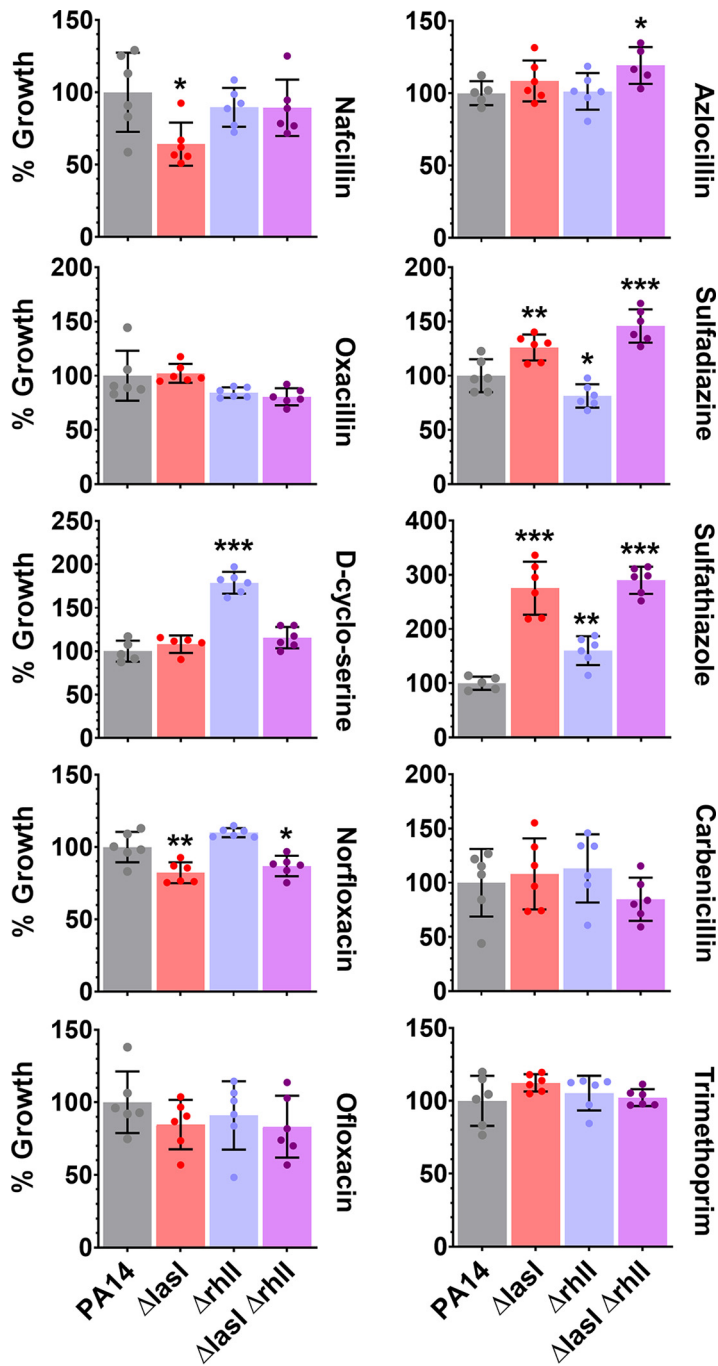 150
100
50
0
% Growth
*
Nafcillin
150
100
50
0
*
Azlocillin
200
150
100
50
0
% Growth
Oxacillin
200
150
100
50
0
**
*
***
Sulfadiazine
250
200
150
100
50
0
% Growth
***
D-cyclo-serine
400
300
200
100
0
***
**
***
Sulfathiazole
150
100
50
0
% Growth
**
*
Norfloxacin
200
150
100
50
0
Carbenicillin
150
100
50
0
% Growth
Ofloxacin
150
100
50
0
Trimethoprim
PA14
ΔlasI
ΔrhlI
ΔlasI ΔrhlI
PA14
ΔlasI
ΔrhlI
ΔlasI ΔrhlI